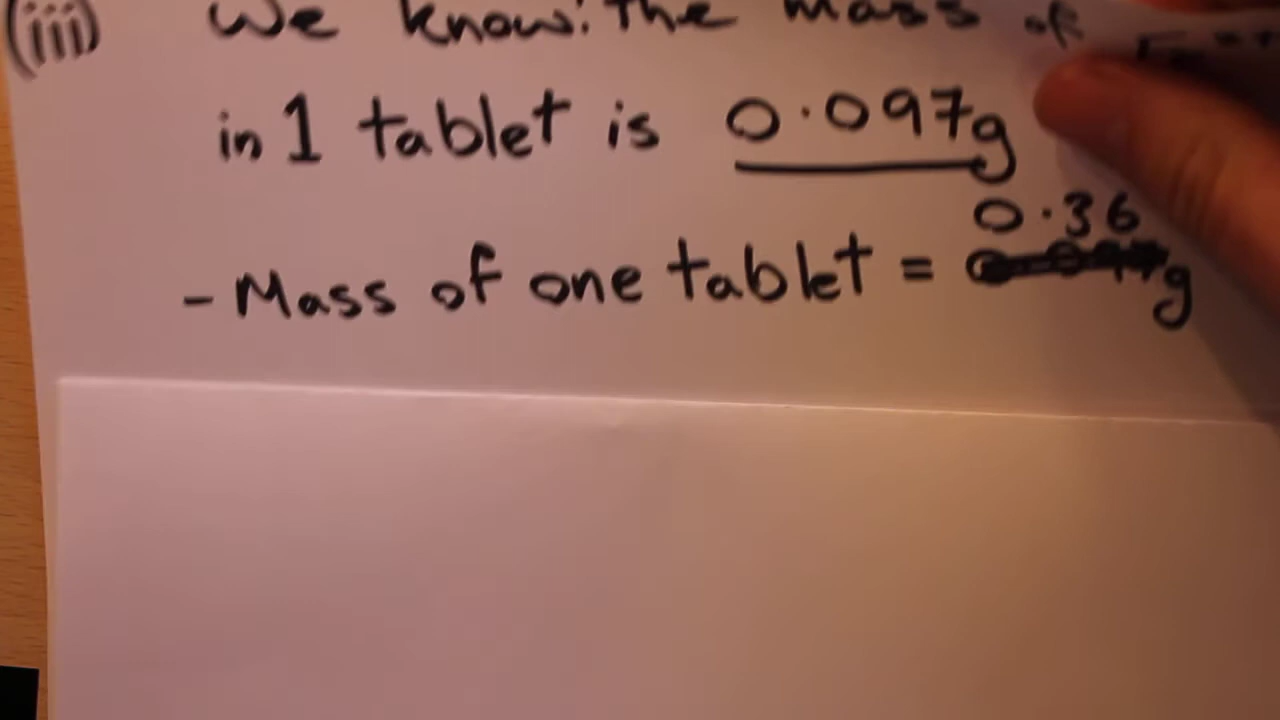 (iii) We know: the mass of
in 1 tablet is 0.097g
0.36
- Mass of one tablet = g